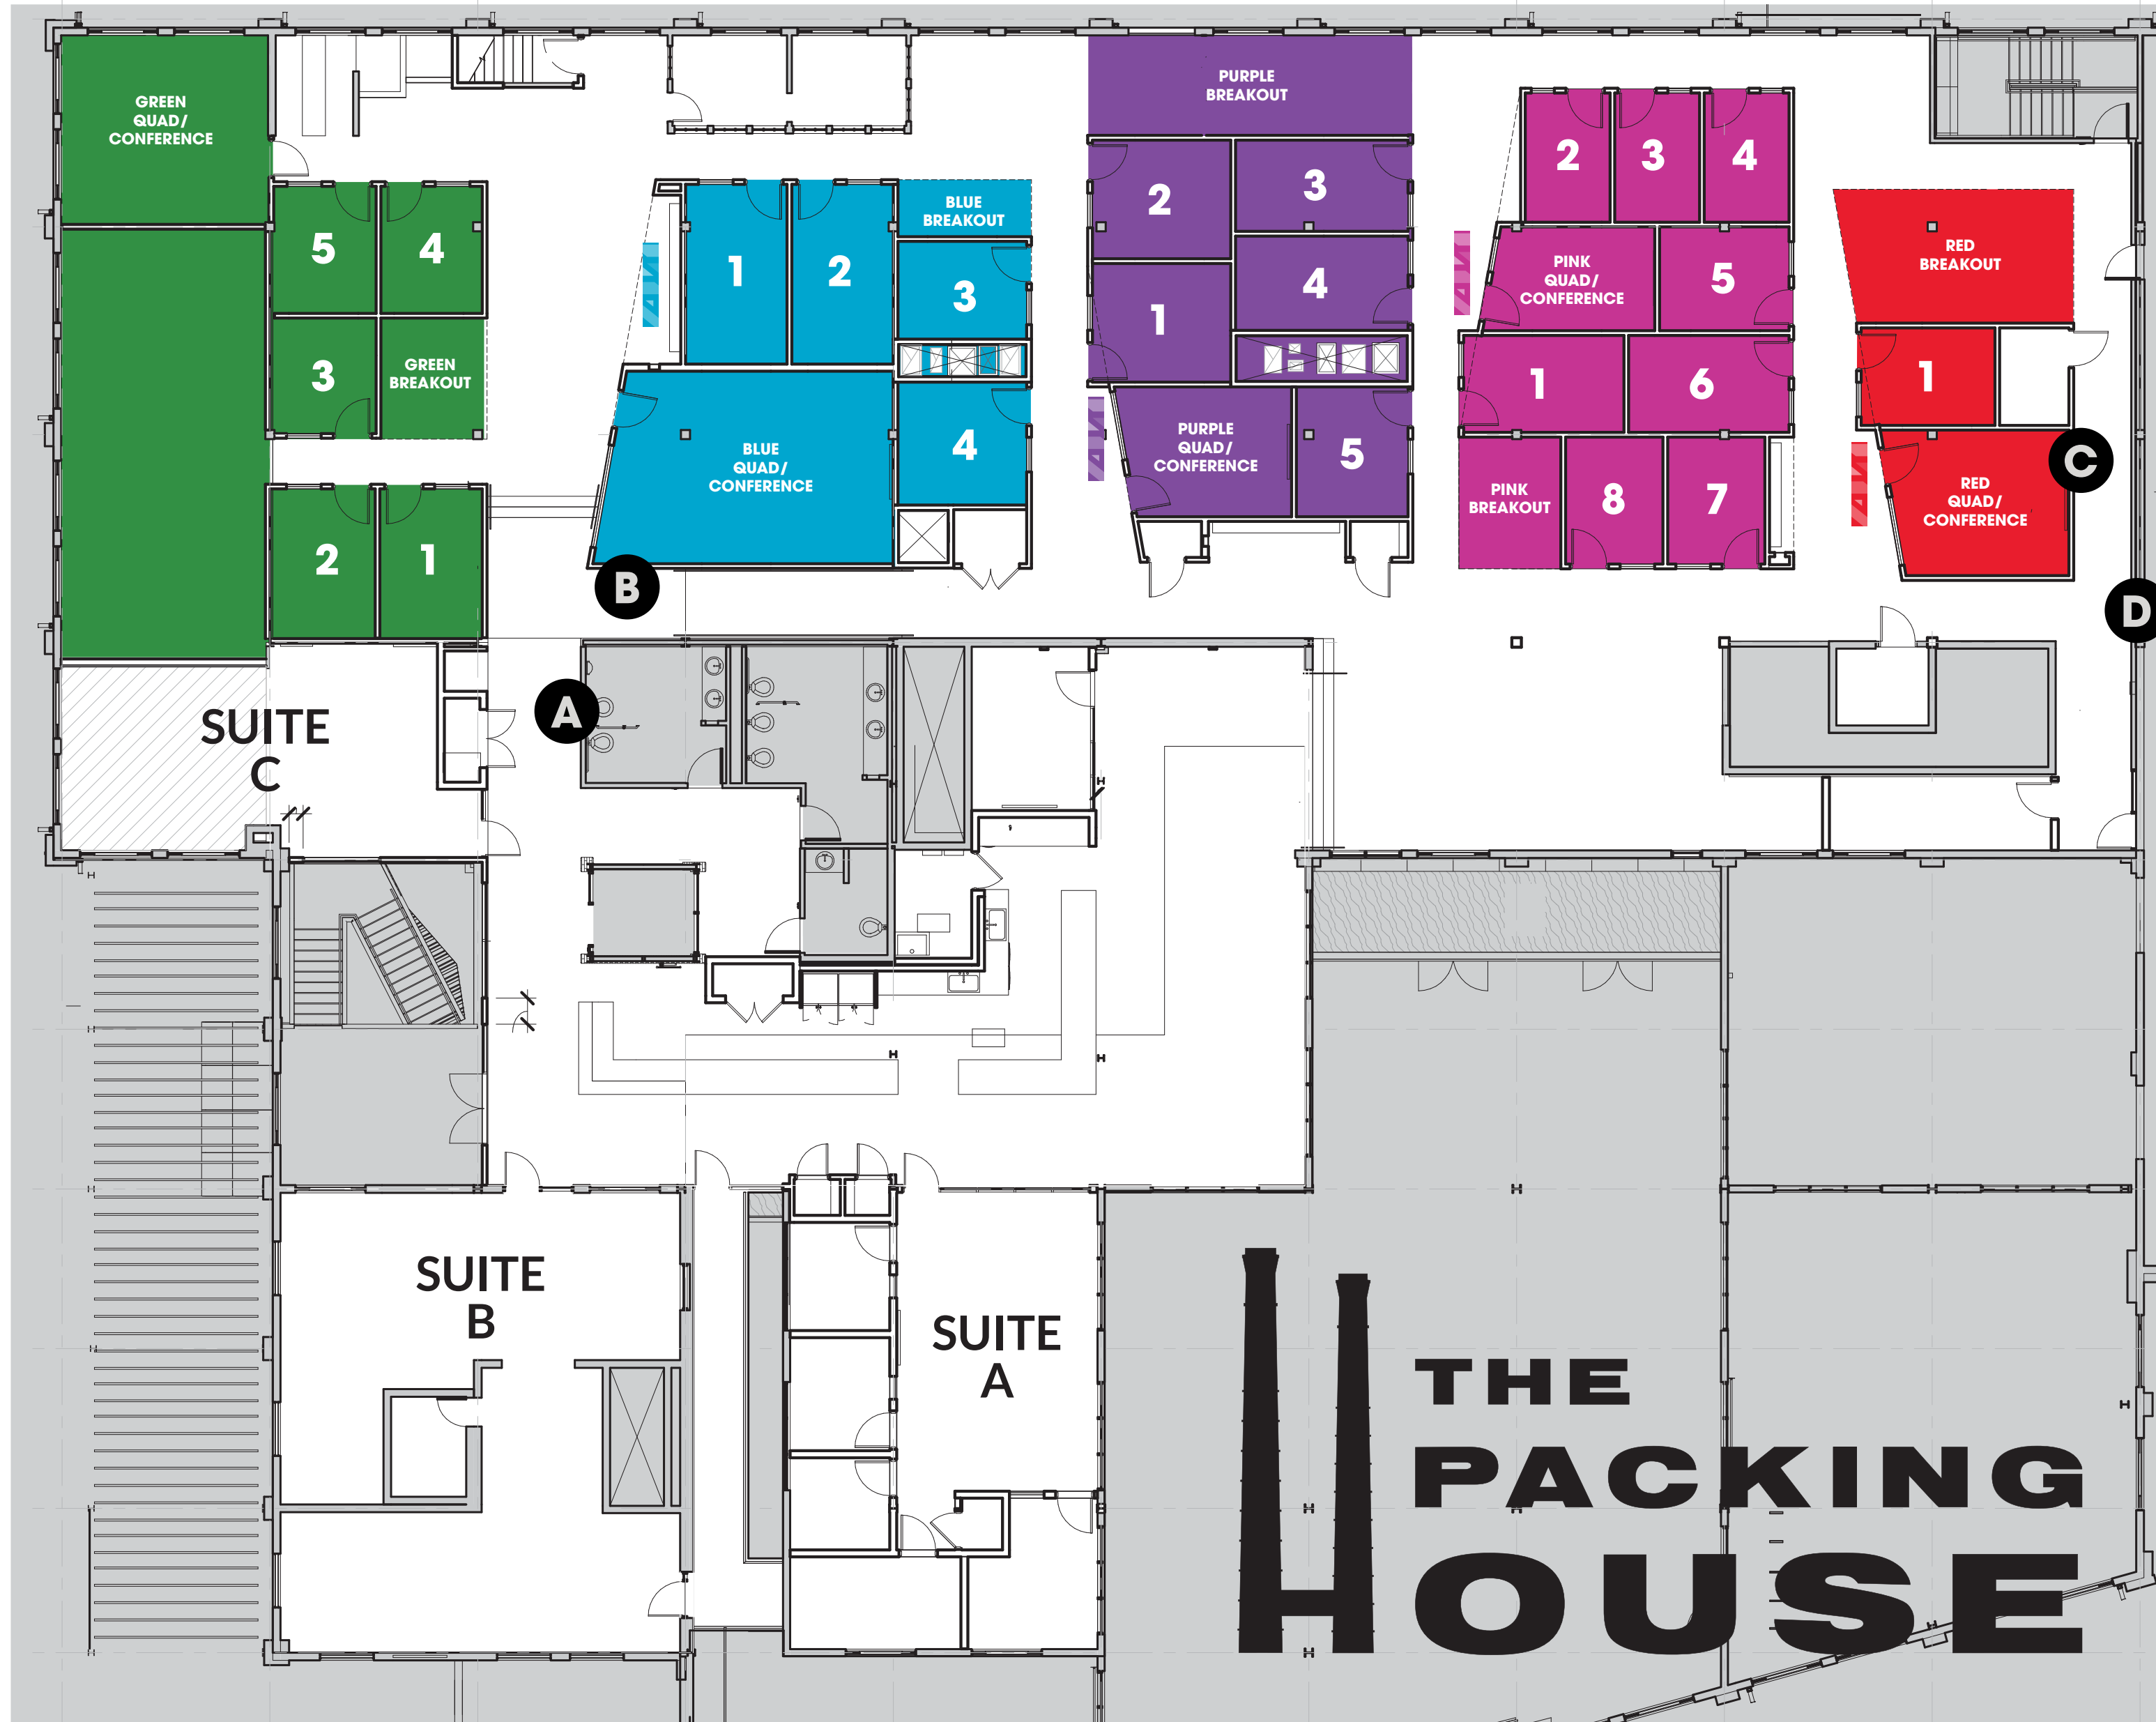 GREEN
QUAD/
CONFERENCE
5
4
3
GREEN
BREAKOUT
2
1
1
2
BLUE
BREAKOUT
3
4
BLUE
QUAD/
CONFERENCE
PURPLE
BREAKOUT
2
3
1
4
PURPLE
QUAD/
CONFERENCE
5
2
3
4
PINK
QUAD/
CONFERENCE
5
1
6
PINK
BREAKOUT
8
7
RED
BREAKOUT
1
RED
QUAD/
CONFERENCE
A
B
C
D
SUITE
C
SUITE
B
SUITE
A
THE
PACKING
HOUSE